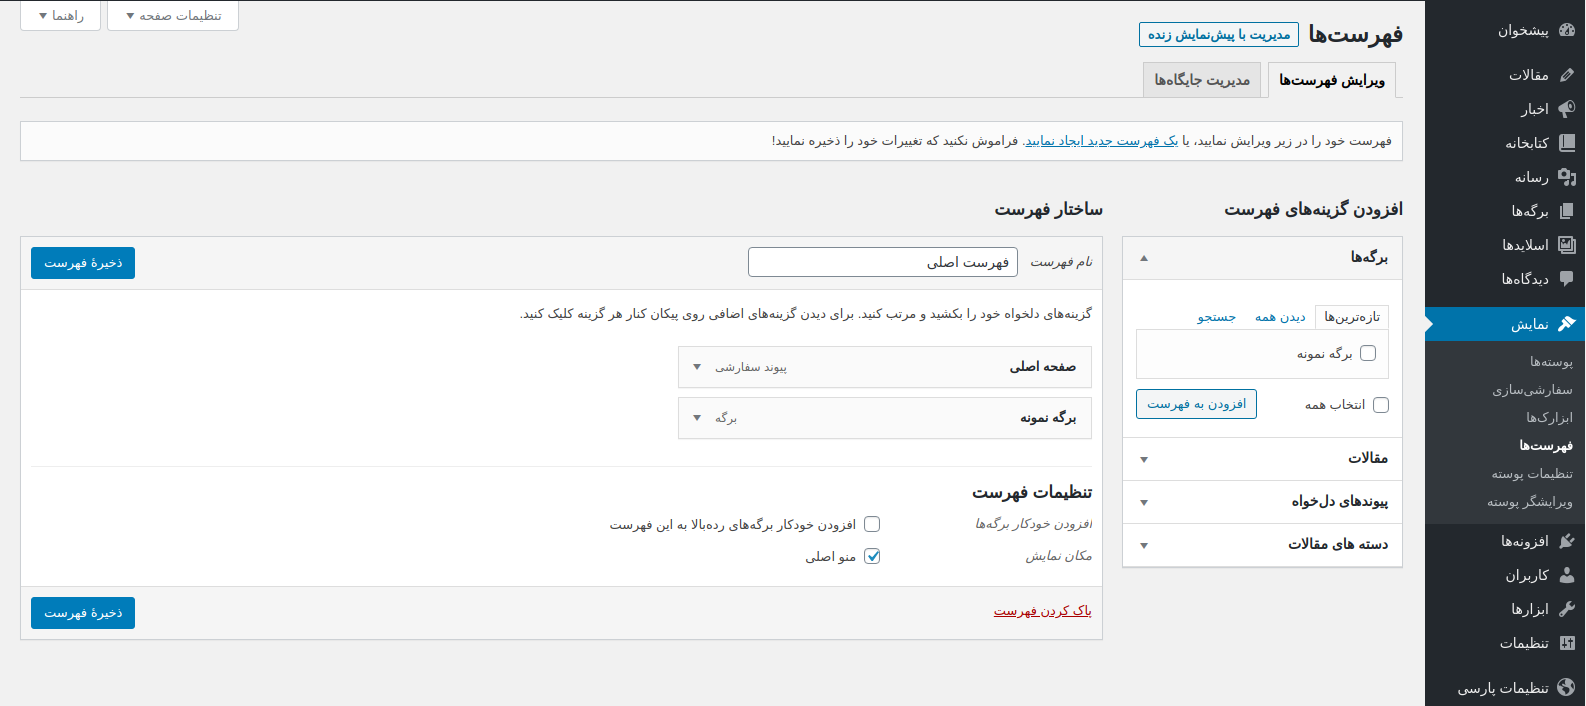 پیشخوان
مقالات
اخبار
کتابخانه
رسانه
برگه‌ها
اسلایدها
دیدگاه‌ها
نمایش
پوسته‌ها
سفارشی‌سازی
ابزارک‌ها
فهرست‌ها
تنظیمات پوسته
ویرایشگر پوسته
افزونه‌ها
کاربران
ابزارها
تنظیمات
تنظیمات پارسی
تنظیمات صفحه
راهنما
فهرست‌ها
مدیریت با پیش‌نمایش زنده
ویرایش فهرست‌ها
مدیریت جایگاه‌ها
فهرست خود را در زیر ویرایش نمایید، یا یک فهرست جدید ایجاد نمایید. فراموش نکنید که تغییرات خود را ذخیره نمایید!
افزودن گزینه‌های فهرست
برگه‌ها
تازه‌ترین‌ها
دیدن همه
جستجو
برگه نمونه
انتخاب همه
افزودن به فهرست
مقالات
پیوندهای دل‌خواه
دسته های مقالات
ساختار فهرست
نام فهرست
فهرست اصلی
ذخیرهٔ فهرست
گزینه‌های دلخواه خود را بکشید و مرتب کنید. برای دیدن گزینه‌های اضافی روی پیکان کنار هر گزینه کلیک کنید.
صفحه اصلی
پیوند سفارشی
برگه نمونه
برگه
تنظیمات فهرست
افزودن خودکار برگه‌ها
افزودن خودکار برگه‌های رده‌بالا به این فهرست
مکان نمایش
منو اصلی
پاک کردن فهرست
ذخیرهٔ فهرست